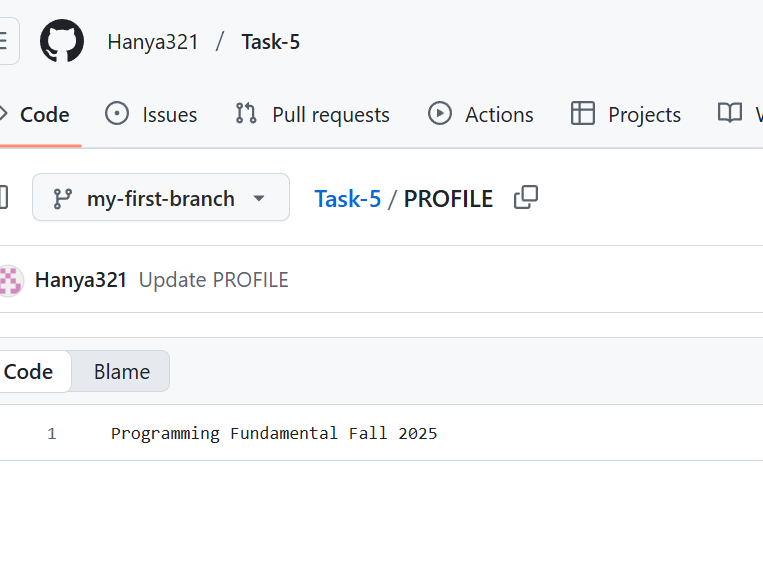 Hanya321 / Task-5
Code Issues Pull requests Actions Projects
my-first-branch Task-5 / PROFILE
Hanya321 Update PROFILE
Code Blame
1 Programming Fundamental Fall 2025